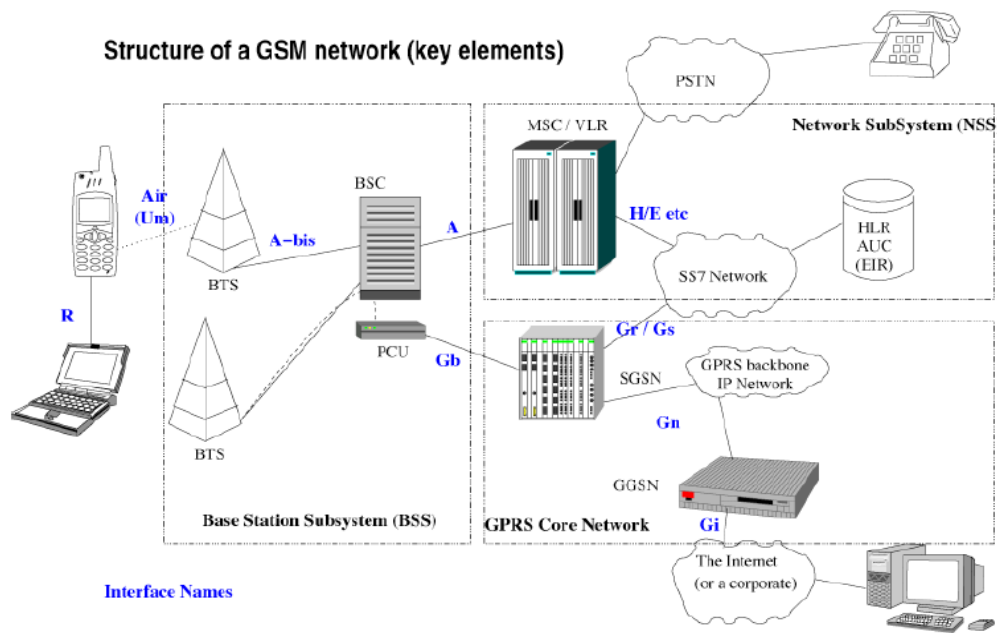 Structure of a GSM network (key elements)
PSTN
MSC / VLR
Network SubSystem (NSS
BSC
Air
(Um)
A-bis
A
H/E etc
HLR
AUC
(EIR)
BTS
SS7 Network
R
PCU
Gb
Gr / Gs
SGSN
GPRS backbone
IP Network
Gn
BTS
GGSN
Base Station Subsystem (BSS)
GPRS Core Network
Gi
The Internet
(or a corporate)
Interface Names